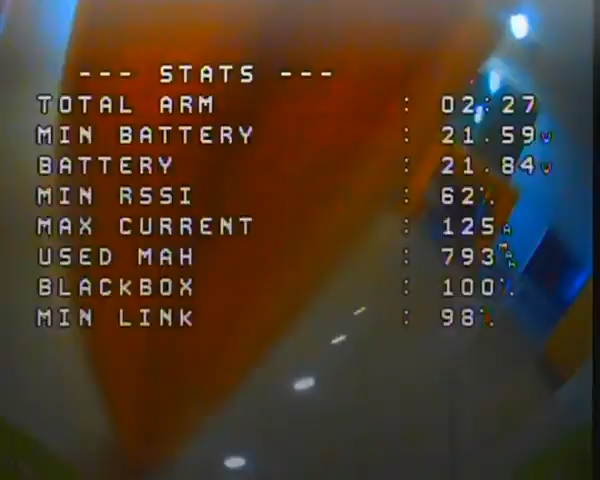 --- STATS ---
TOTAL ARM : 02:27
MIN BATTERY : 21.59V
BATTERY : 21.84V
MIN RSSI : 62%
MAX CURRENT : 125A
USED MAH : 793mAh
BLACKBOX : 100%
MIN LINK : 98%